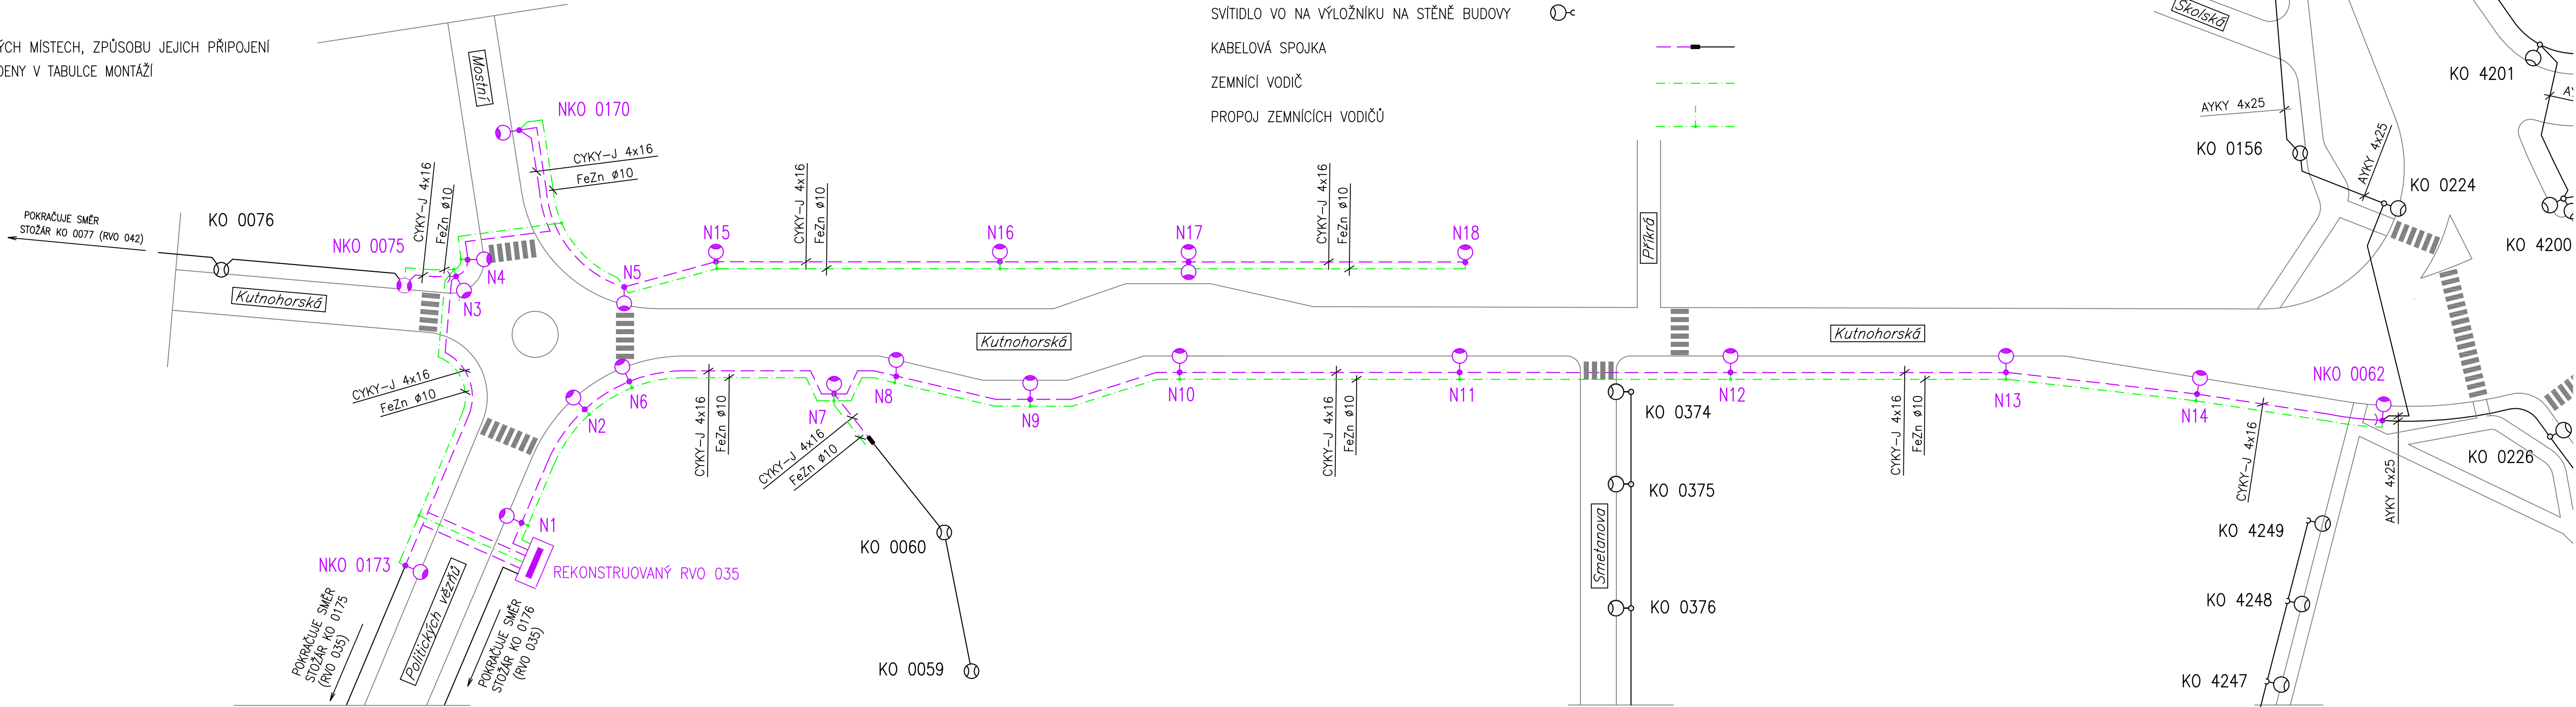 SVÍTIDLO VO NA VÝLOŽNÍKU NA STĚNĚ BUDOVY
KABELOVÁ SPOJKA
ZEMNÍCÍ VODIČ
PROPOJ ZEMNÍCÍCH VODIČŮ
ÝCH MÍSTECH, ZPŮSOBU JEJICH PŘIPOJENÍ
DENY V TABULCE MONTÁŽÍ
Mostní
NKO 0170
CYKY-J 4x16
FeZn ø10
POKRAČUJE SMĚR
STOŽÁR KO 0077 (RVO 042)
KO 0076
NKO 0075
CYKY-J 4x16
FeZn ø10
N4
N3
Kutnohorská
N5
N15
CYKY-J 4x16
FeZn ø10
N16
N17
CYKY-J 4x16
FeZn ø10
N18
Příkrá
Školská
AYKY 4x25
KO 0156
AYKY 4x25
KO 0224
KO 4201
AY
KO 4200
Kutnohorská
Kutnohorská
CYKY-J 4x16
FeZn ø10
N2
N6
CYKY-J 4x16
FeZn ø10
N7
N8
CYKY-J 4x16
FeZn ø10
N9
N10
CYKY-J 4x16
FeZn ø10
N11
KO 0374
KO 0375
KO 0376
Smetanova
N12
CYKY-J 4x16
FeZn ø10
N13
N14
CYKY-J 4x16
NKO 0062
AYKY 4x25
KO 0226
KO 4249
KO 4248
KO 4247
KO 0060
KO 0059
N1
NKO 0173
REKONSTRUOVANÝ RVO 035
POKRAČUJE SMĚR
STOŽÁR KO 0175
(RVO 035)
Politických vězňů
POKRAČUJE SMĚR
STOŽÁR KO 0176
(RVO 035)